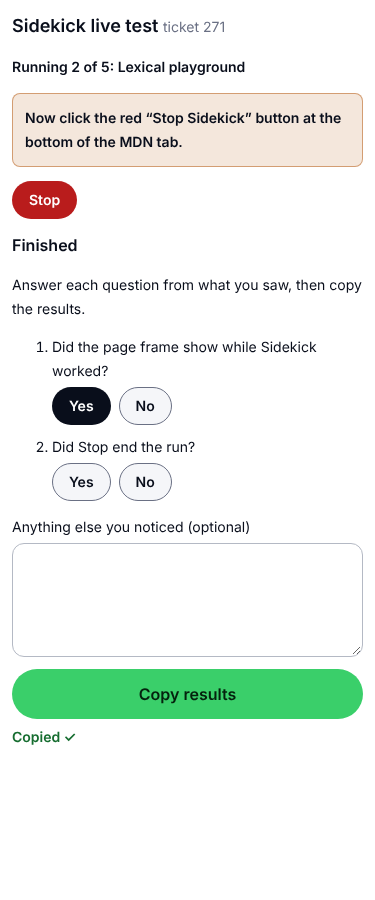 Sidekick live test ticket 271
Running 2 of 5: Lexical playground
Now click the red “Stop Sidekick” button at the
bottom of the MDN tab.
Stop
Finished
Answer each question from what you saw, then copy
the results.
1. Did the page frame show while Sidekick
worked?
Yes No
2. Did Stop end the run?
Yes No
Anything else you noticed (optional)
Copy results
Copied ✓